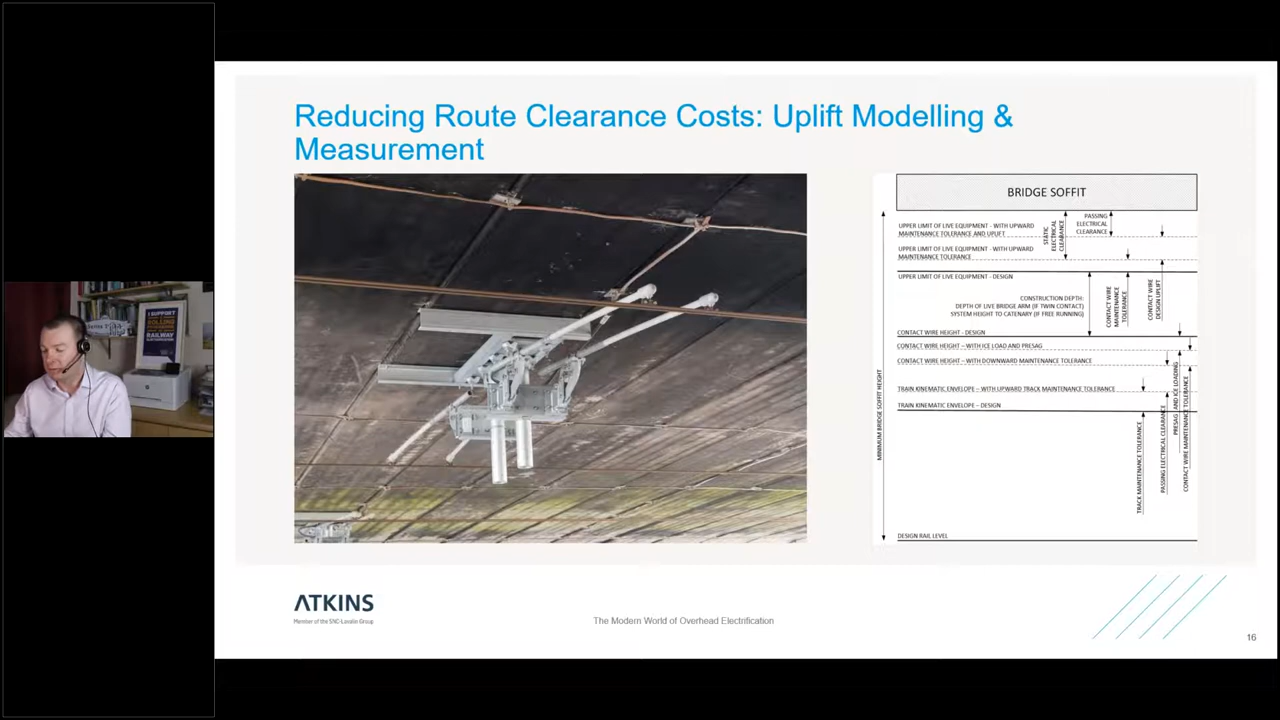 Reducing Route Clearance Costs: Uplift Modelling &
Measurement
BRIDGE SOFFIT
UPPER LIMIT OF LIVE EQUIPMENT - WITH UPWARD
MAINTENANCE TOLERANCE AND UPLIFT
UPPER LIMIT OF LIVE EQUIPMENT - WITH UPWARD
MAINTENANCE TOLERANCE
STATIC
ELECTRICAL
CLEARANCE
PASSING
ELECTRICAL
CLEARANCE
UPPER LIMIT OF LIVE EQUIPMENT - DESIGN
CONSTRUCTION DEPTH:
DEPTH OF LIVE BRIDGE ARM (IF TWIN CONTACT)
SYSTEM HEIGHT TO CATENARY (IF FREE RUNNING)
CONTACT WIRE
MAINTENANCE
TOLERANCE
CONTACT WIRE
DESIGN UPLIFT
CONTACT WIRE HEIGHT - DESIGN
CONTACT WIRE HEIGHT - WITH ICE LOAD AND PRESAG
CONTACT WIRE HEIGHT – WITH DOWNWARD MAINTENANCE TOLERANCE
TRAIN KINEMATIC ENVELOPE – WITH UPWARD TRACK MAINTENANCE TOLERANCE
TRAIN KINEMATIC ENVELOPE – DESIGN
MINIMUM BRIDGE SOFFIT HEIGHT
TRACK MAINTENANCE TOLERANCE
PASSING ELECTRICAL CLEARANCE
PRESAG AND ICE LOADING
CONTACT WIRE MAINTENANCE TOLERANCE
DESIGN RAIL LEVEL
I SUPPORT
ROLLING
RAILWAY
ATKINS
Member of the SNC-Lavalin Group
The Modern World of Overhead Electrification
16